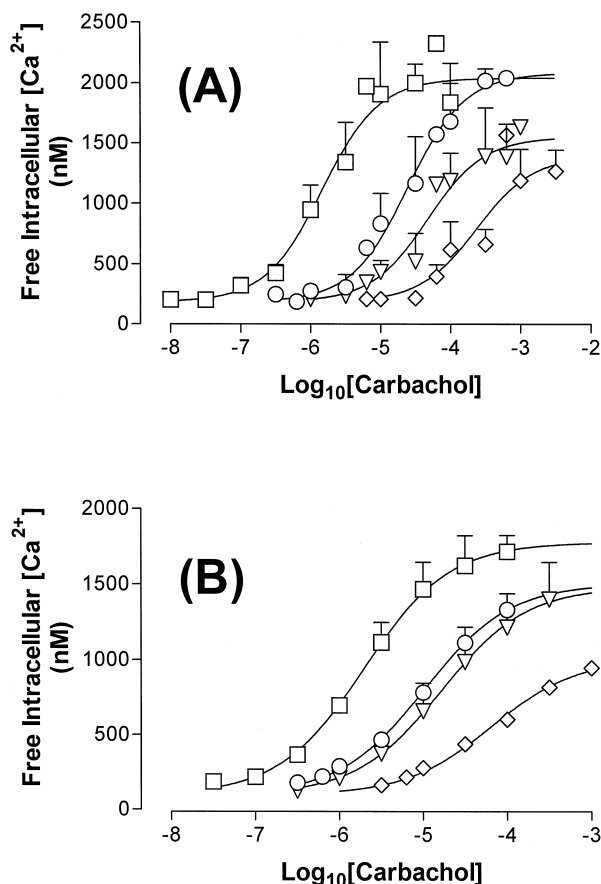 2500
2000
1500
1000
500
0
Free Intracellular [Ca2+]
(nM)
(A)
-8 -7 -6 -5 -4 -3 -2
Log10[Carbachol]
2000
1500
1000
500
0
Free Intracellular [Ca2+]
(nM)
(B)
-8 -7 -6 -5 -4 -3
Log10[Carbachol]